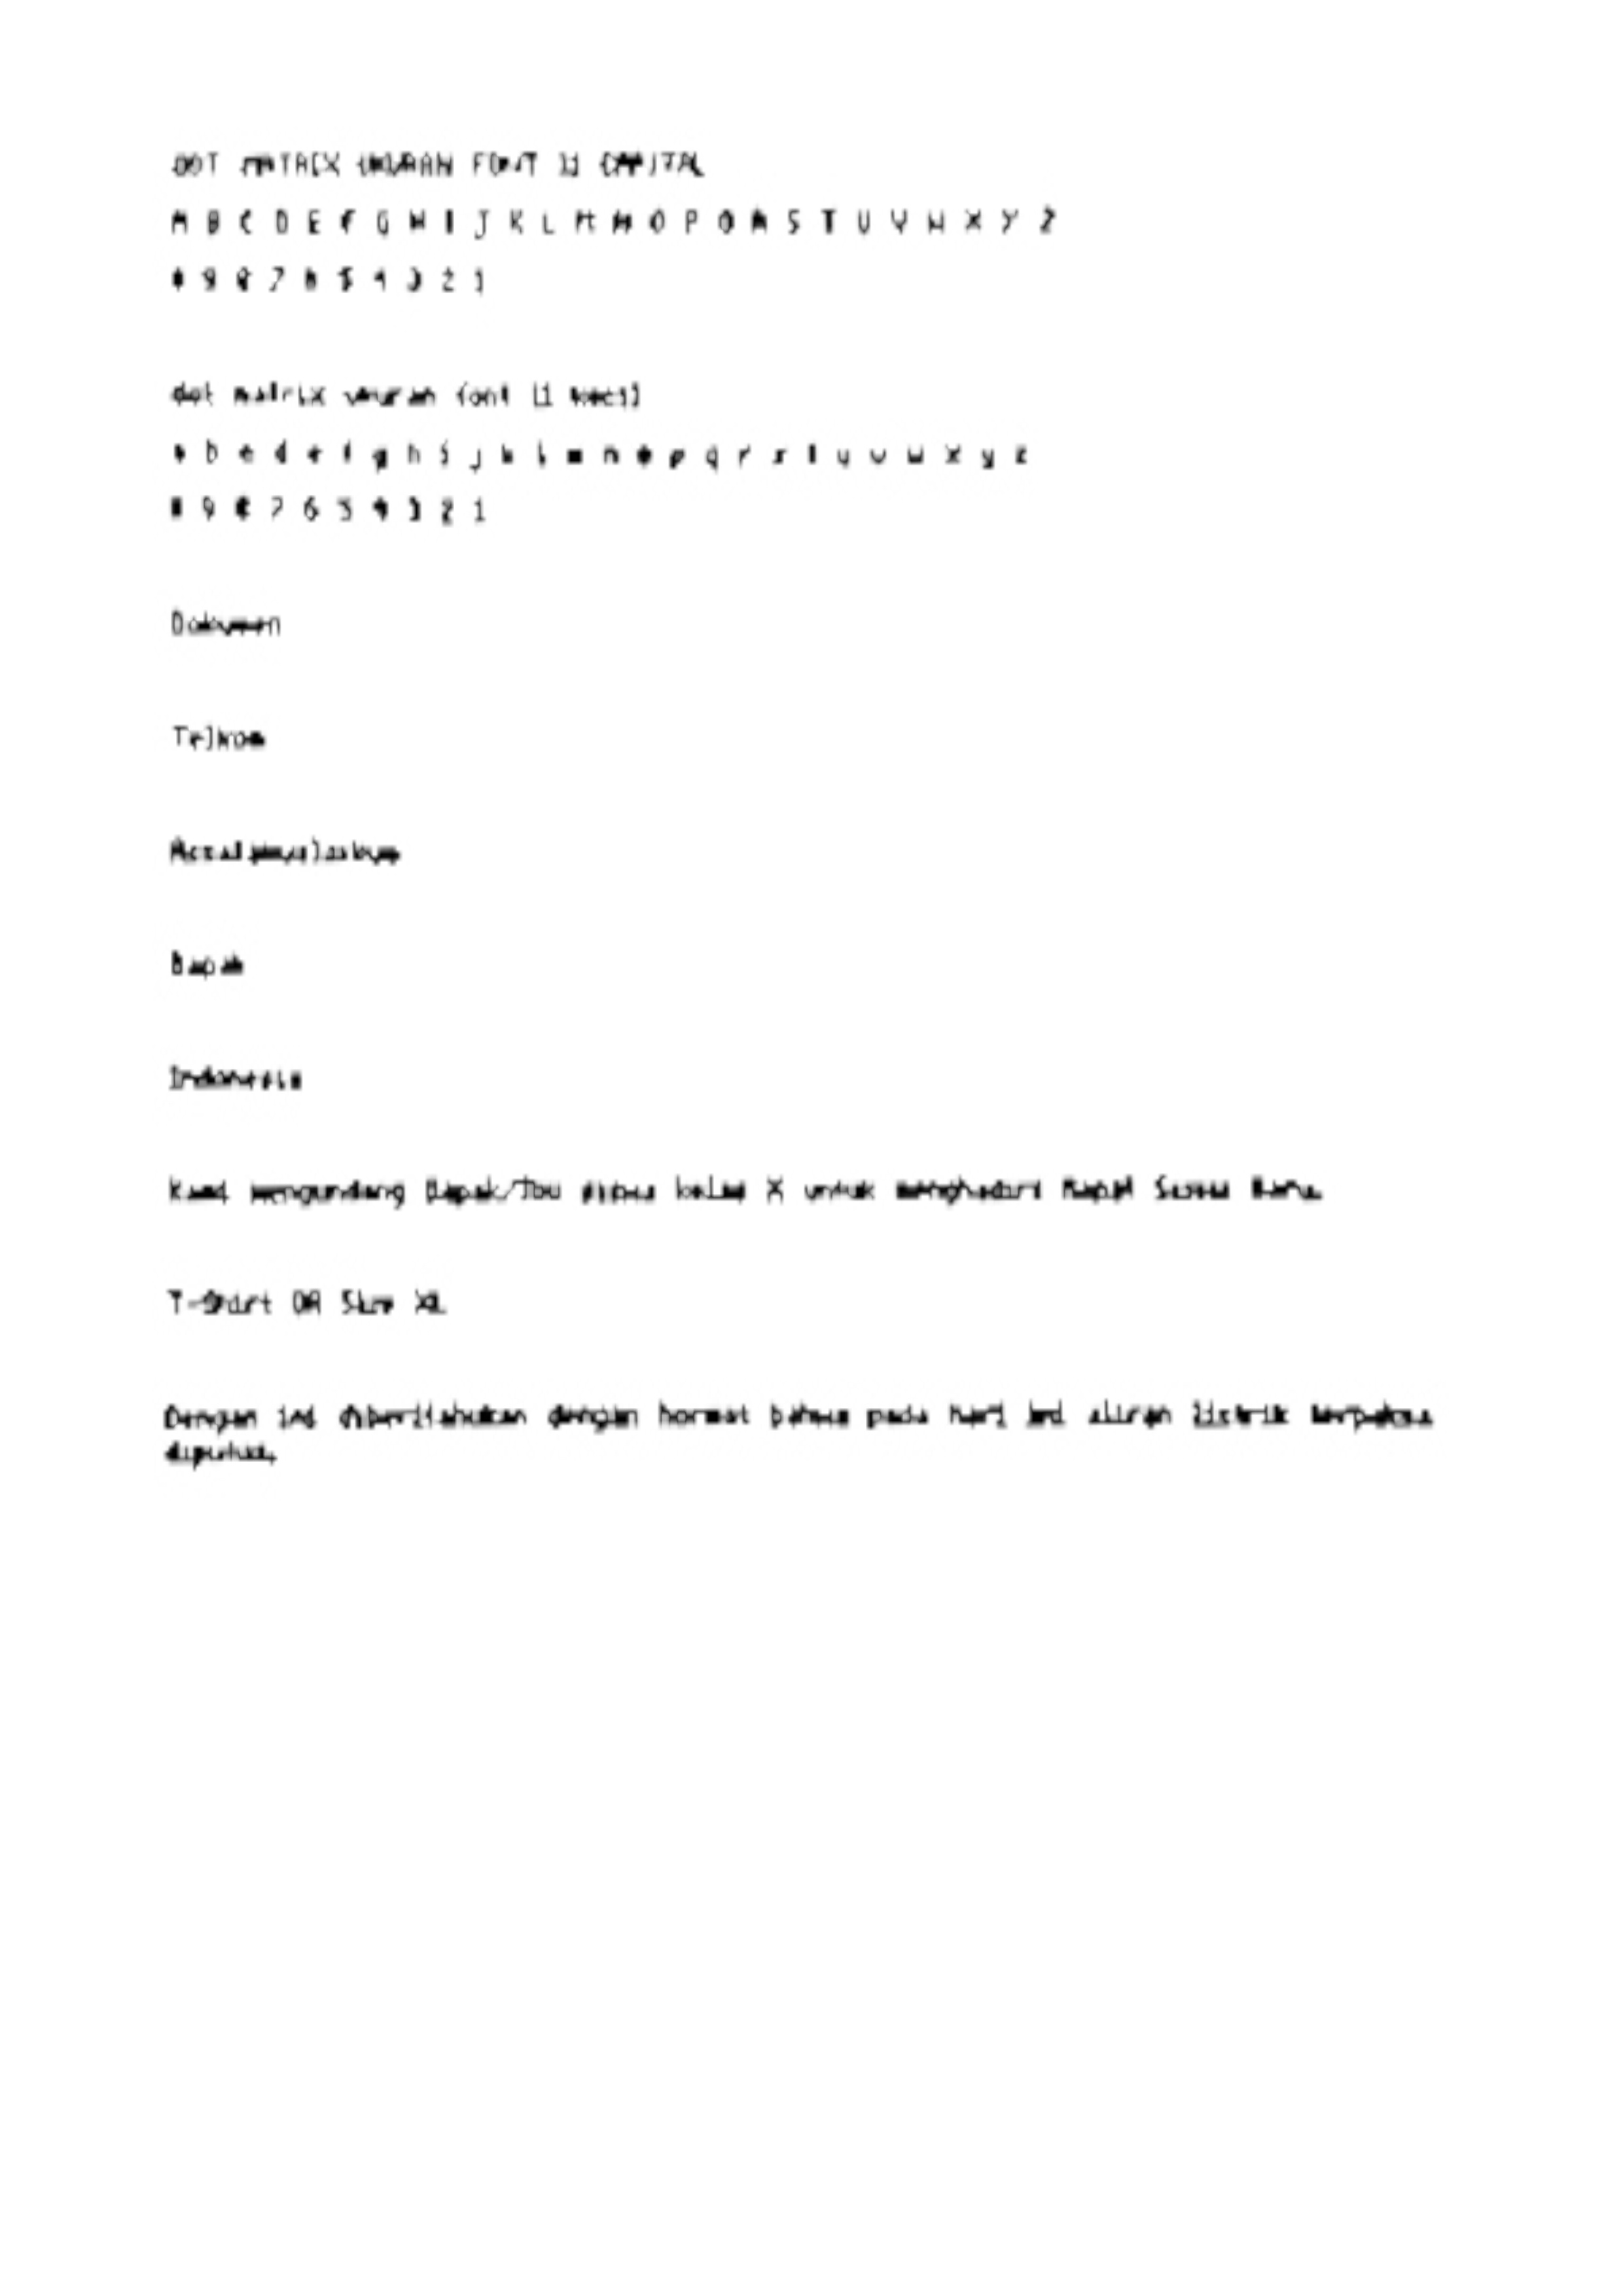 DOT MATRIX UKURAN FONT 11 CAPITAL
A B C D E F G H I J K L M N O P Q R S T U V W X Y Z
0 9 8 7 6 5 4 3 2 1
dot matrix ukuran font 11 kecil
a b c d e f g h i j k l m n o p q r s t u v w x y z
0 9 8 7 6 5 4 3 2 1
Dokumen
Telkom
Assalamualaikum
Bapak
Indonesia
Kami mengundang Bapak/Ibu siswa kelas X untuk menghadiri Rapat Siswa Baru.
T-Shirt OR Size XL
Dengan ini diberitahukan dengan hormat bahwa pada hari ini aliran listrik terpaksa
diputus.